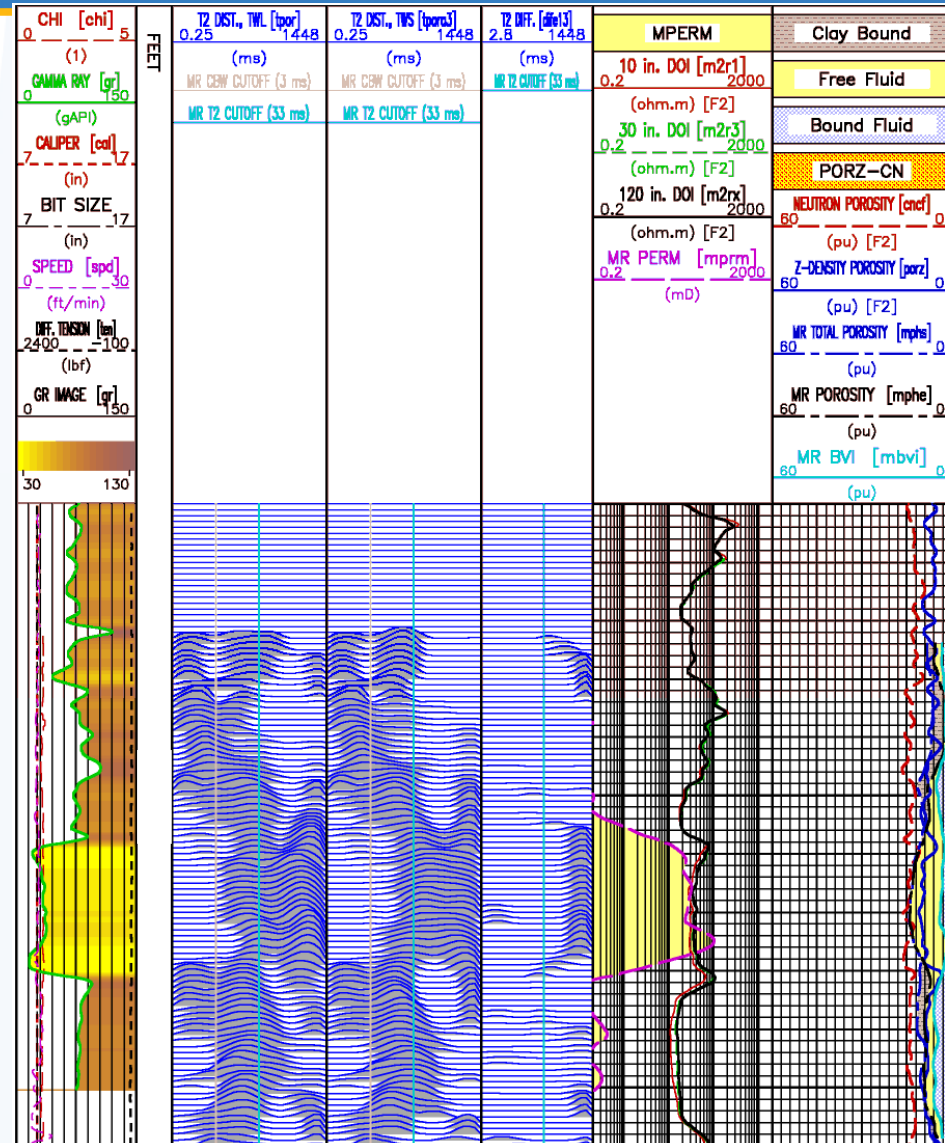 CHI [chi]
0 5
(1)
GAMMA RAY [gr]
0 150
(gAPI)
CALIPER [cal]
7 17
(in)
BIT SIZE
7 17
(in)
SPEED [spd]
0 30
(ft/min)
DIFF. TENSION [ten]
2400 -100
(lbf)
GR IMAGE [gr]
0 150
30 130
FEET
T2 DIST., TWL [tpor]
0.25 1448
(ms)
MR CBW CUTOFF (3 ms)
MR T2 CUTOFF (33 ms)
T2 DIST., TWS [tpora3]
0.25 1448
(ms)
MR CBW CUTOFF (3 ms)
MR T2 CUTOFF (33 ms)
T2 DIFF. [dife13]
2.8 1448
(ms)
MR T2 CUTOFF (33 ms)
MPERM
10 in. DOI [m2r1]
0.2 2000
(ohm.m) [F2]
30 in. DOI [m2r3]
0.2 2000
(ohm.m) [F2]
120 in. DOI [m2rx]
0.2 2000
(ohm.m) [F2]
MR PERM [mprm]
0.2 2000
(mD)
Clay Bound
Free Fluid
Bound Fluid
PORZ-CN
NEUTRON POROSITY [cncf]
60 0
(pu) [F2]
Z-DENSITY POROSITY [porz]
60 0
(pu) [F2]
MR TOTAL POROSITY [mphs]
60 0
(pu)
MR POROSITY [mphe]
60 0
(pu)
MR BVI [mbvi]
60 0
(pu)